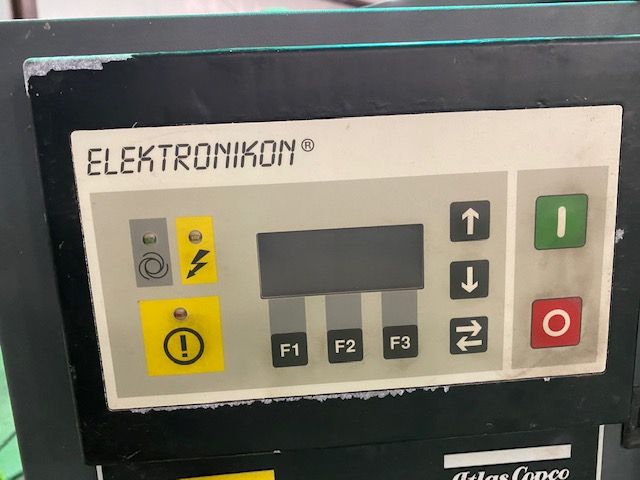 ELEKTRONIKON®
F1 F2 F3
Atlas Copco